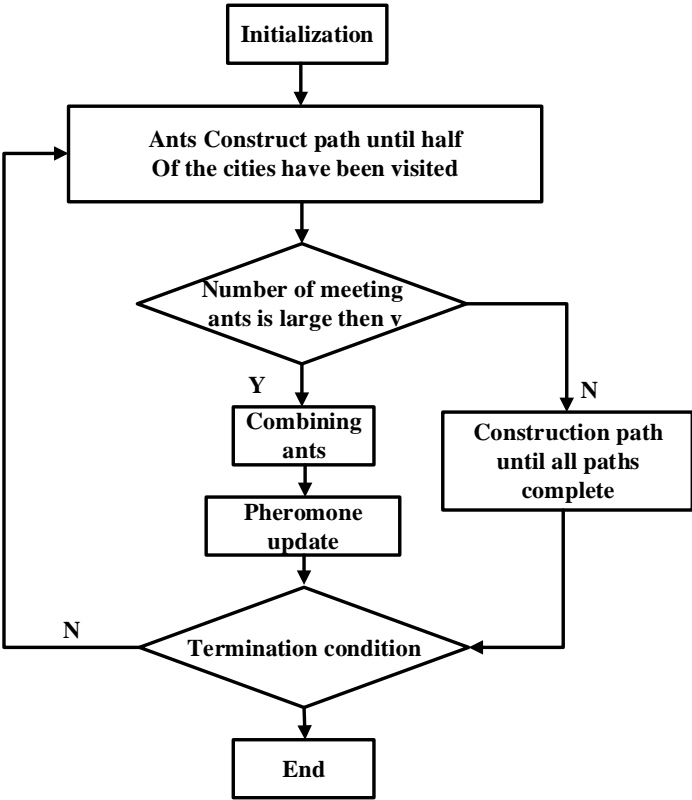 Initialization
Ants Construct path until half
Of the cities have been visited
Number of meeting
ants is large then v
Y
N
Combining
ants
Construction path
until all paths
complete
Pheromone
update
N
Termination condition
End